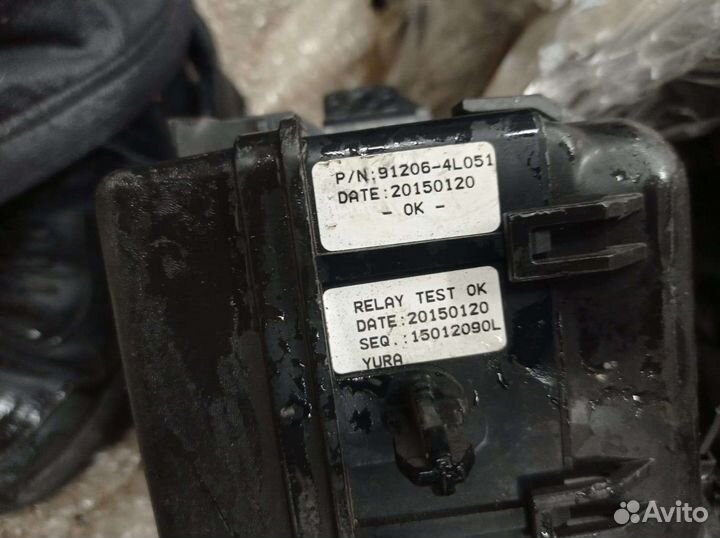 P/N:91206-4L051
DATE:20150120
- OK -
RELAY TEST OK
DATE:20150120
SEQ.:15012090L
YURA
Avito